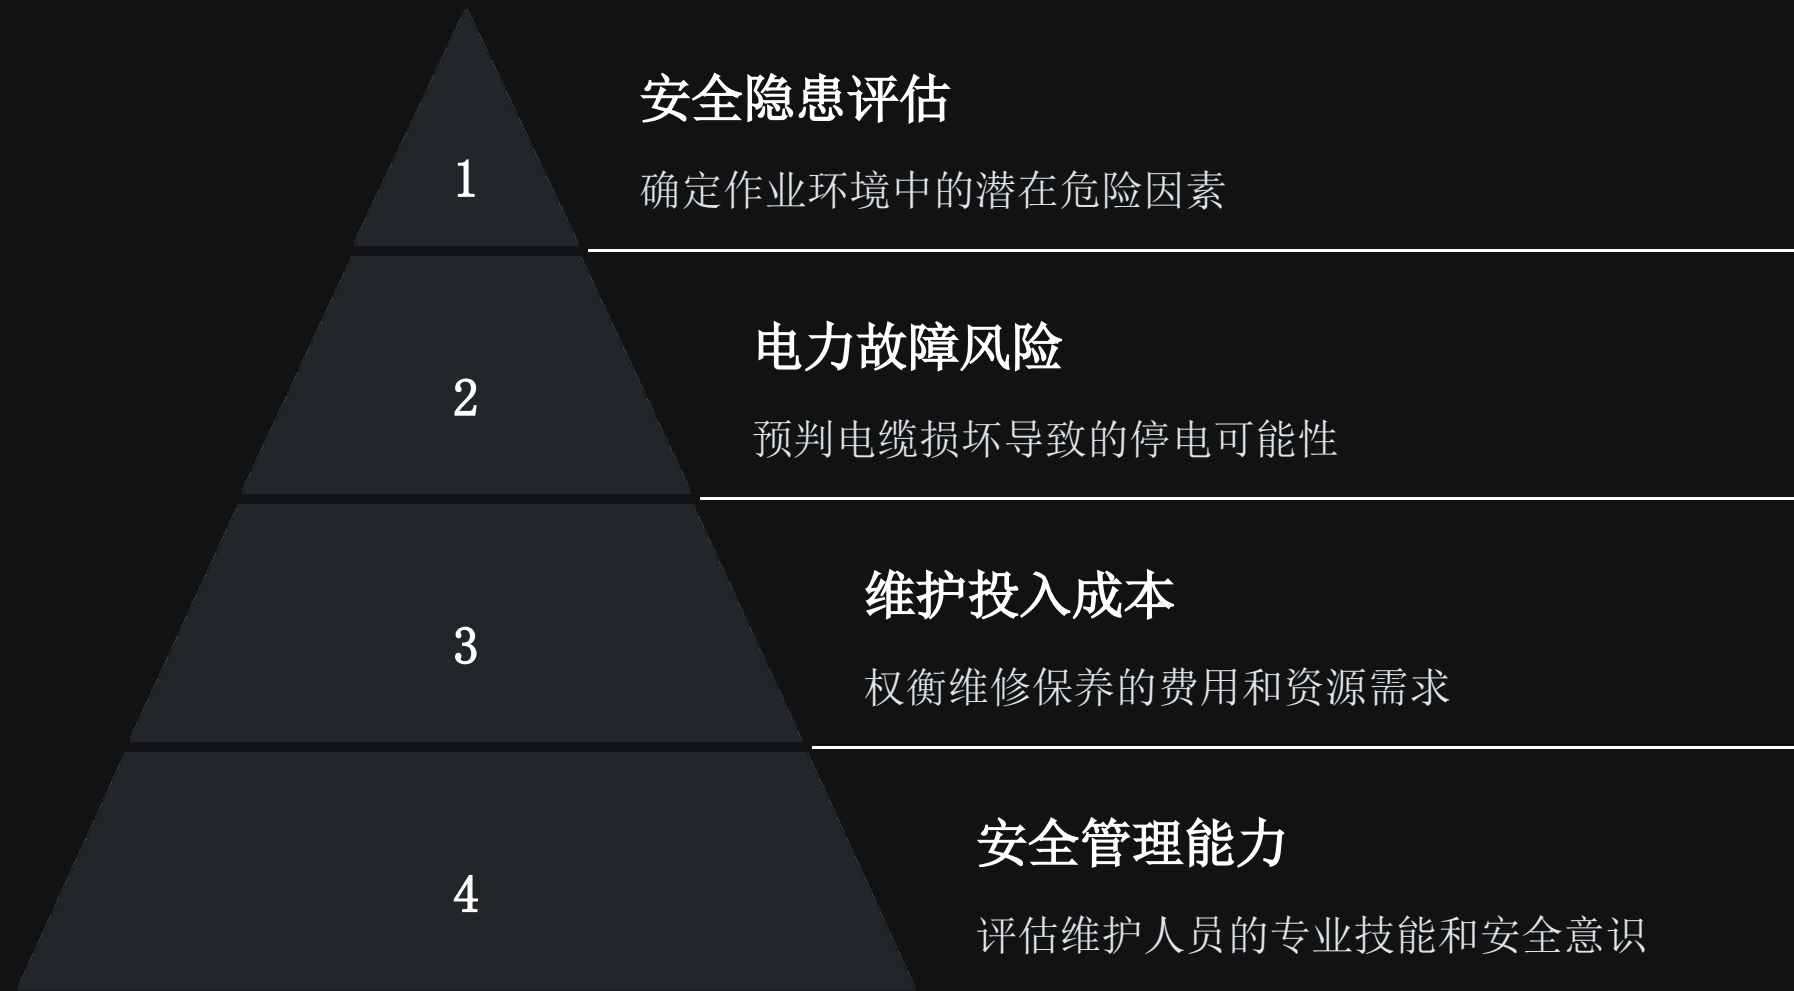 安全隐患评估
1
确定作业环境中的潜在危险因素
电力故障风险
2
预判电缆损坏导致的停电可能性
维护投入成本
3
权衡维修保养的费用和资源需求
安全管理能力
4
评估维护人员的专业技能和安全意识